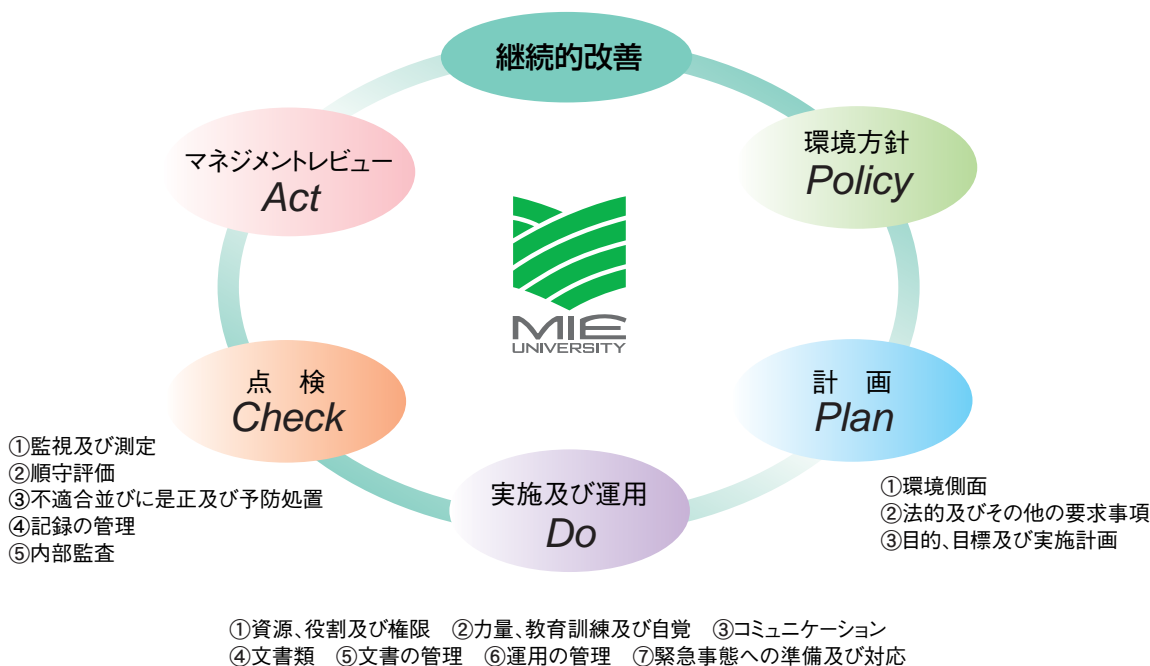 継続的改善
環境方針
Policy
マネジメントレビュー
Act
MIE
UNIVERSITY
点　検
Check
計　画
Plan
①監視及び測定
②順守評価
③不適合並びに是正及び予防処置
④記録の管理
⑤内部監査
実施及び運用
Do
①環境側面
②法的及びその他の要求事項
③目的、目標及び実施計画
①資源、役割及び権限　②力量、教育訓練及び自覚　③コミュニケーション
④文書類　⑤文書の管理　⑥運用の管理　⑦緊急事態への準備及び対応